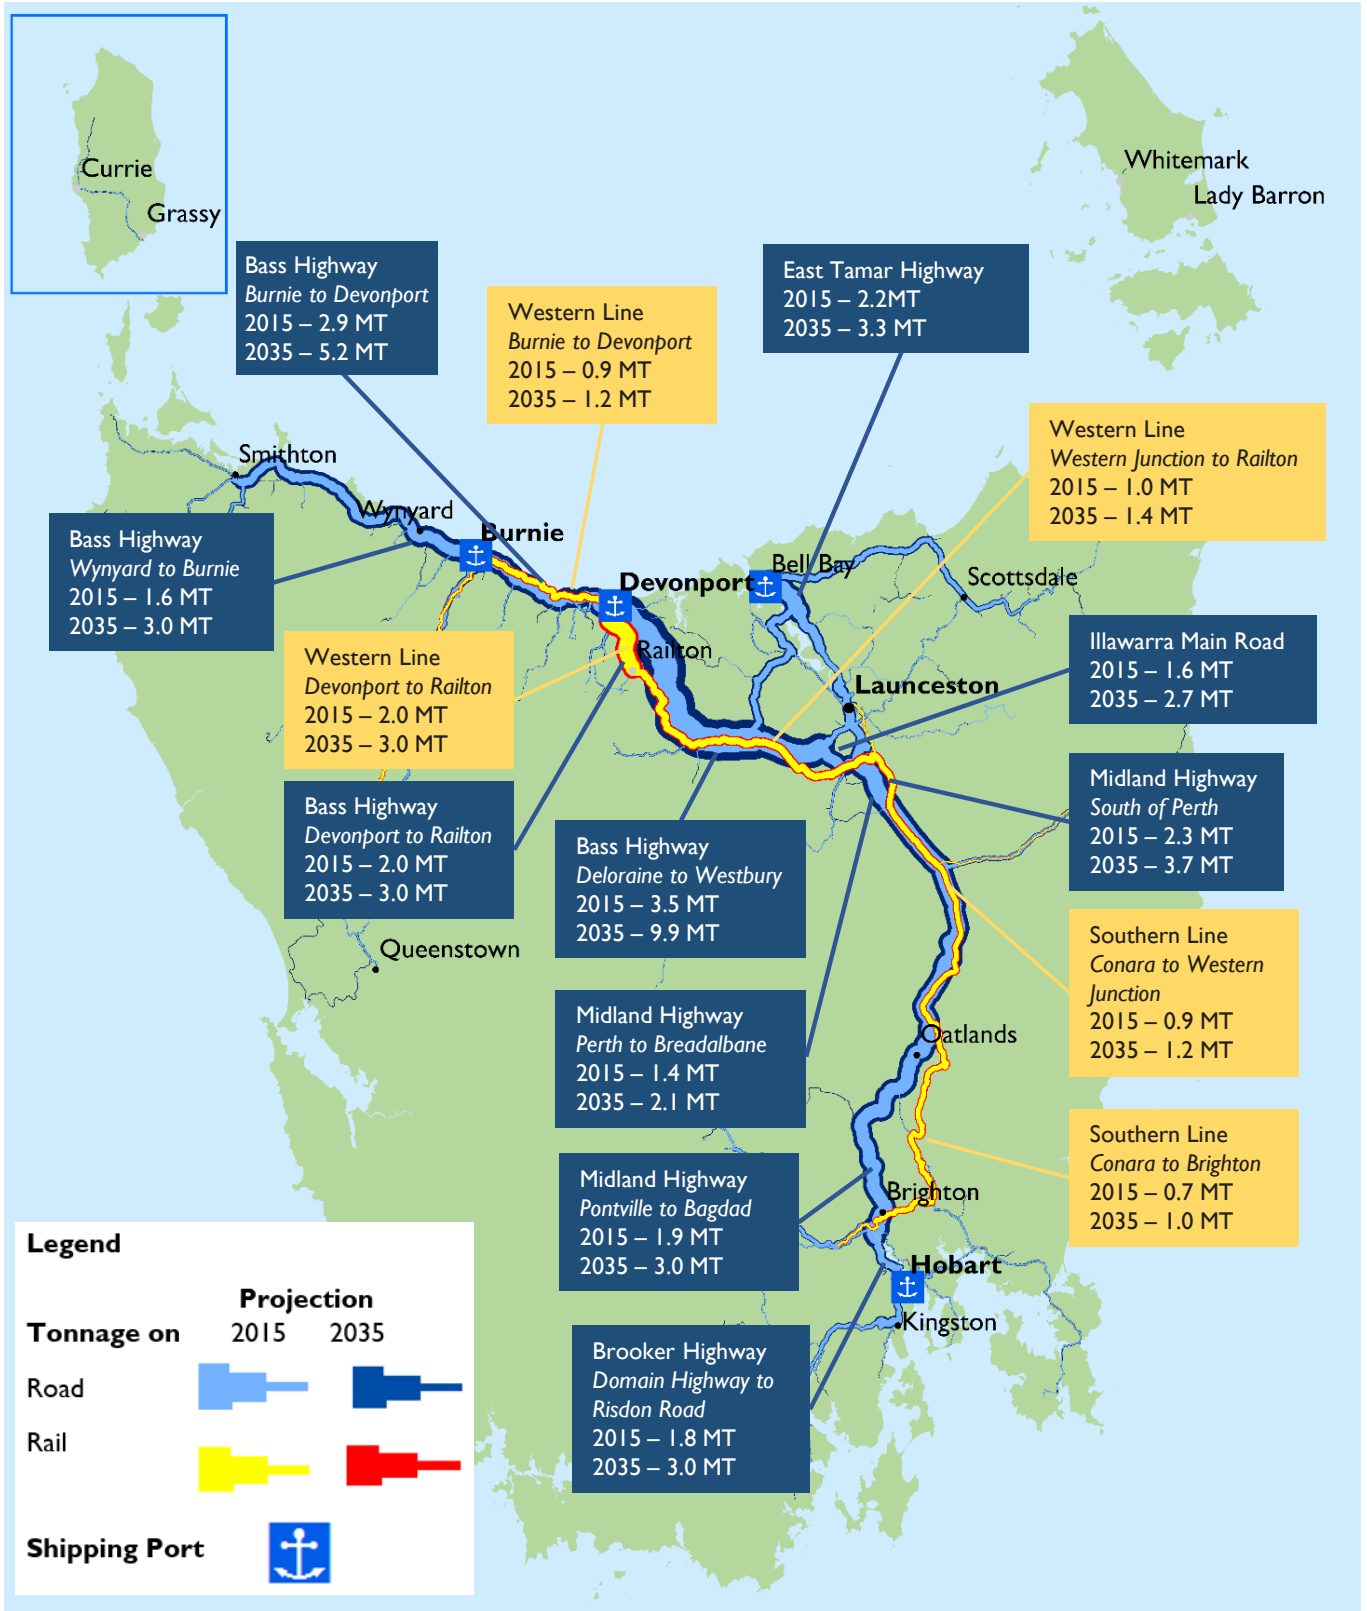 Currie
Grassy
Whitemark
Lady Barron
Bass Highway
Burnie to Devonport
2015 – 2.9 MT
2035 – 5.2 MT
Western Line
Burnie to Devonport
2015 – 0.9 MT
2035 – 1.2 MT
East Tamar Highway
2015 – 2.2MT
2035 – 3.3 MT
Western Line
Western Junction to Railton
2015 – 1.0 MT
2035 – 1.4 MT
Smithton
Wynyard
Burnie
Bass Highway
Wynyard to Burnie
2015 – 1.6 MT
2035 – 3.0 MT
Devonport
Bell Bay
Scottsdale
Railton
Launceston
Western Line
Devonport to Railton
2015 – 2.0 MT
2035 – 3.0 MT
Illawarra Main Road
2015 – 1.6 MT
2035 – 2.7 MT
Bass Highway
Devonport to Railton
2015 – 2.0 MT
2035 – 3.0 MT
Midland Highway
South of Perth
2015 – 2.3 MT
2035 – 3.7 MT
Bass Highway
Deloraine to Westbury
2015 – 3.5 MT
2035 – 9.9 MT
Queenstown
Southern Line
Conara to Western
Junction
2015 – 0.9 MT
2035 – 1.2 MT
Midland Highway
Perth to Breadalbane
2015 – 1.4 MT
2035 – 2.1 MT
Oatlands
Southern Line
Conara to Brighton
2015 – 0.7 MT
2035 – 1.0 MT
Midland Highway
Pontville to Bagdad
2015 – 1.9 MT
2035 – 3.0 MT
Brighton
Hobart
Kingston
Brooker Highway
Domain Highway to
Risdon Road
2015 – 1.8 MT
2035 – 3.0 MT
Legend
Projection
Tonnage on 2015 2035
Road
Rail
Shipping Port